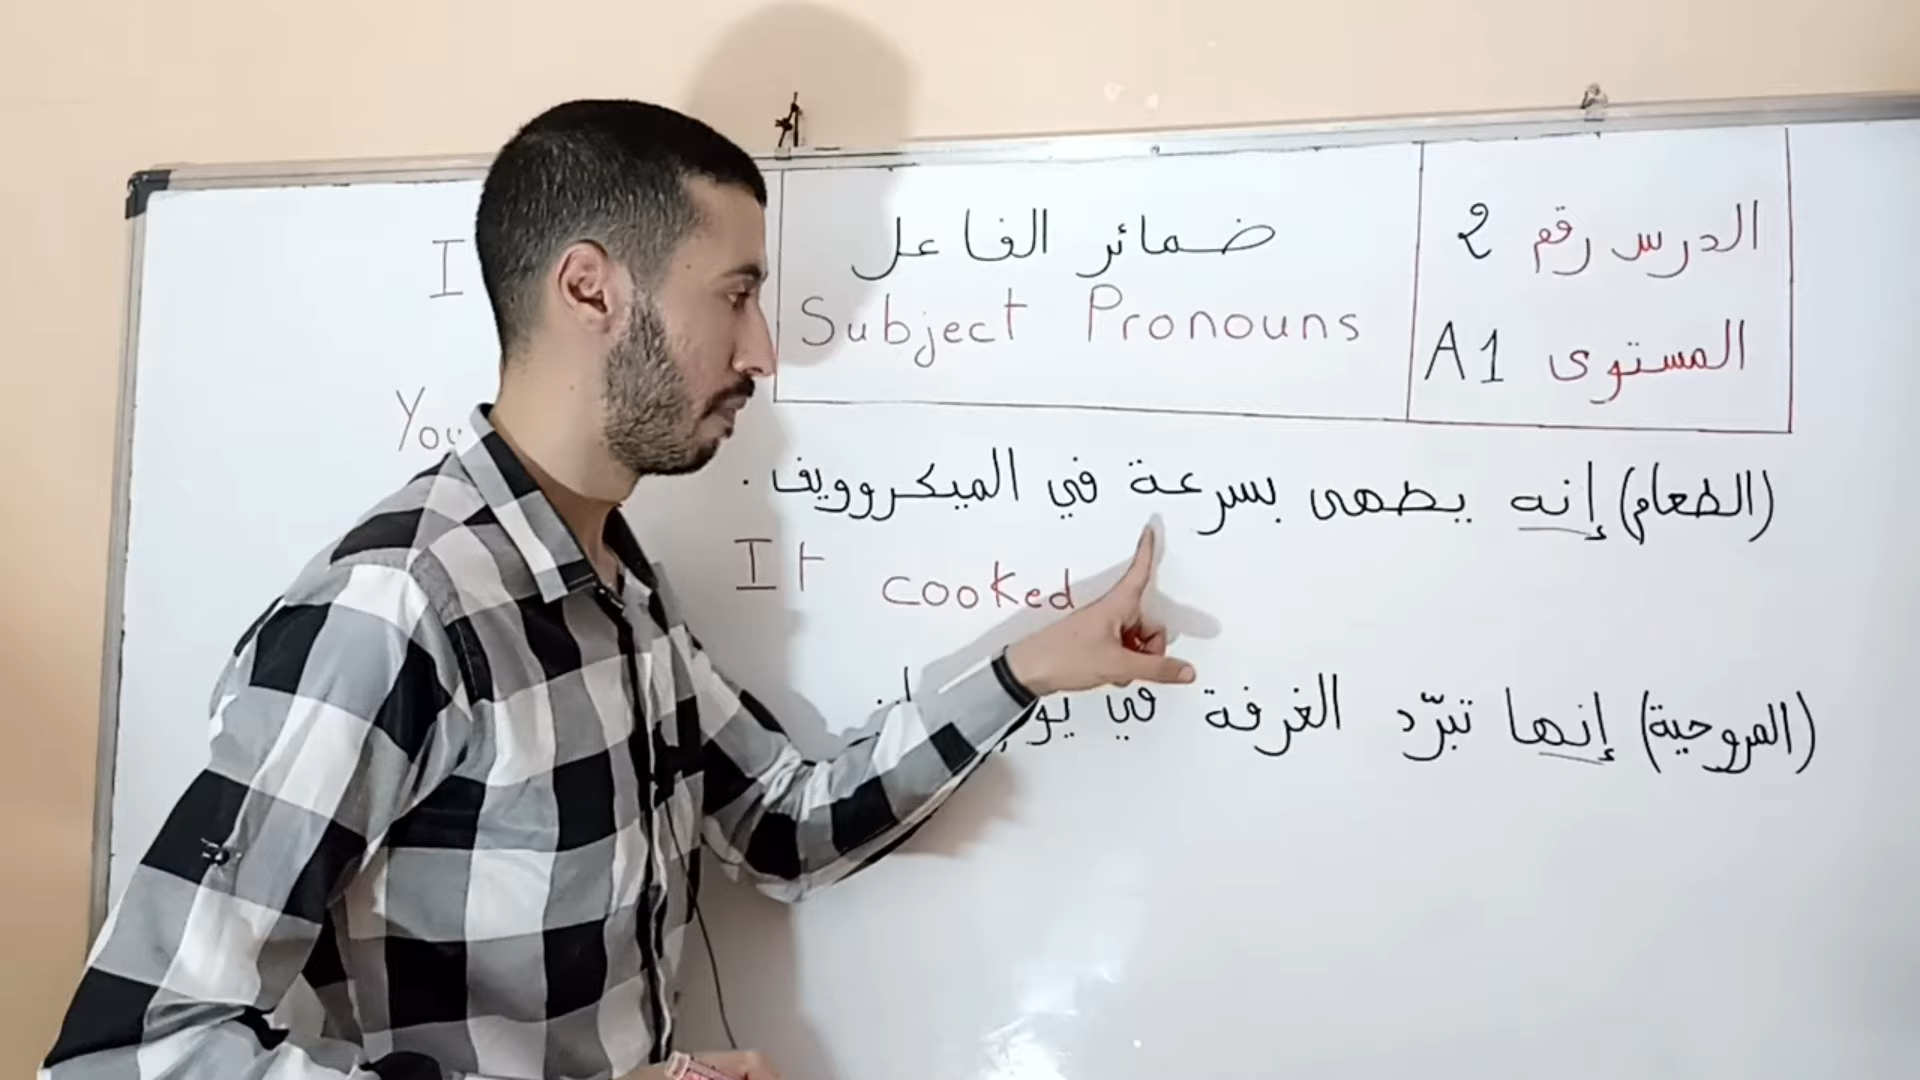 الدرس رقم 2
المستوى A1
ضمائر الفاعل
Subject Pronouns
I
You
(الطعام) إنه يطهى بسرعة في الميكروويف.
It cooked
(المروحية) إنها تبرّد الغرفة في